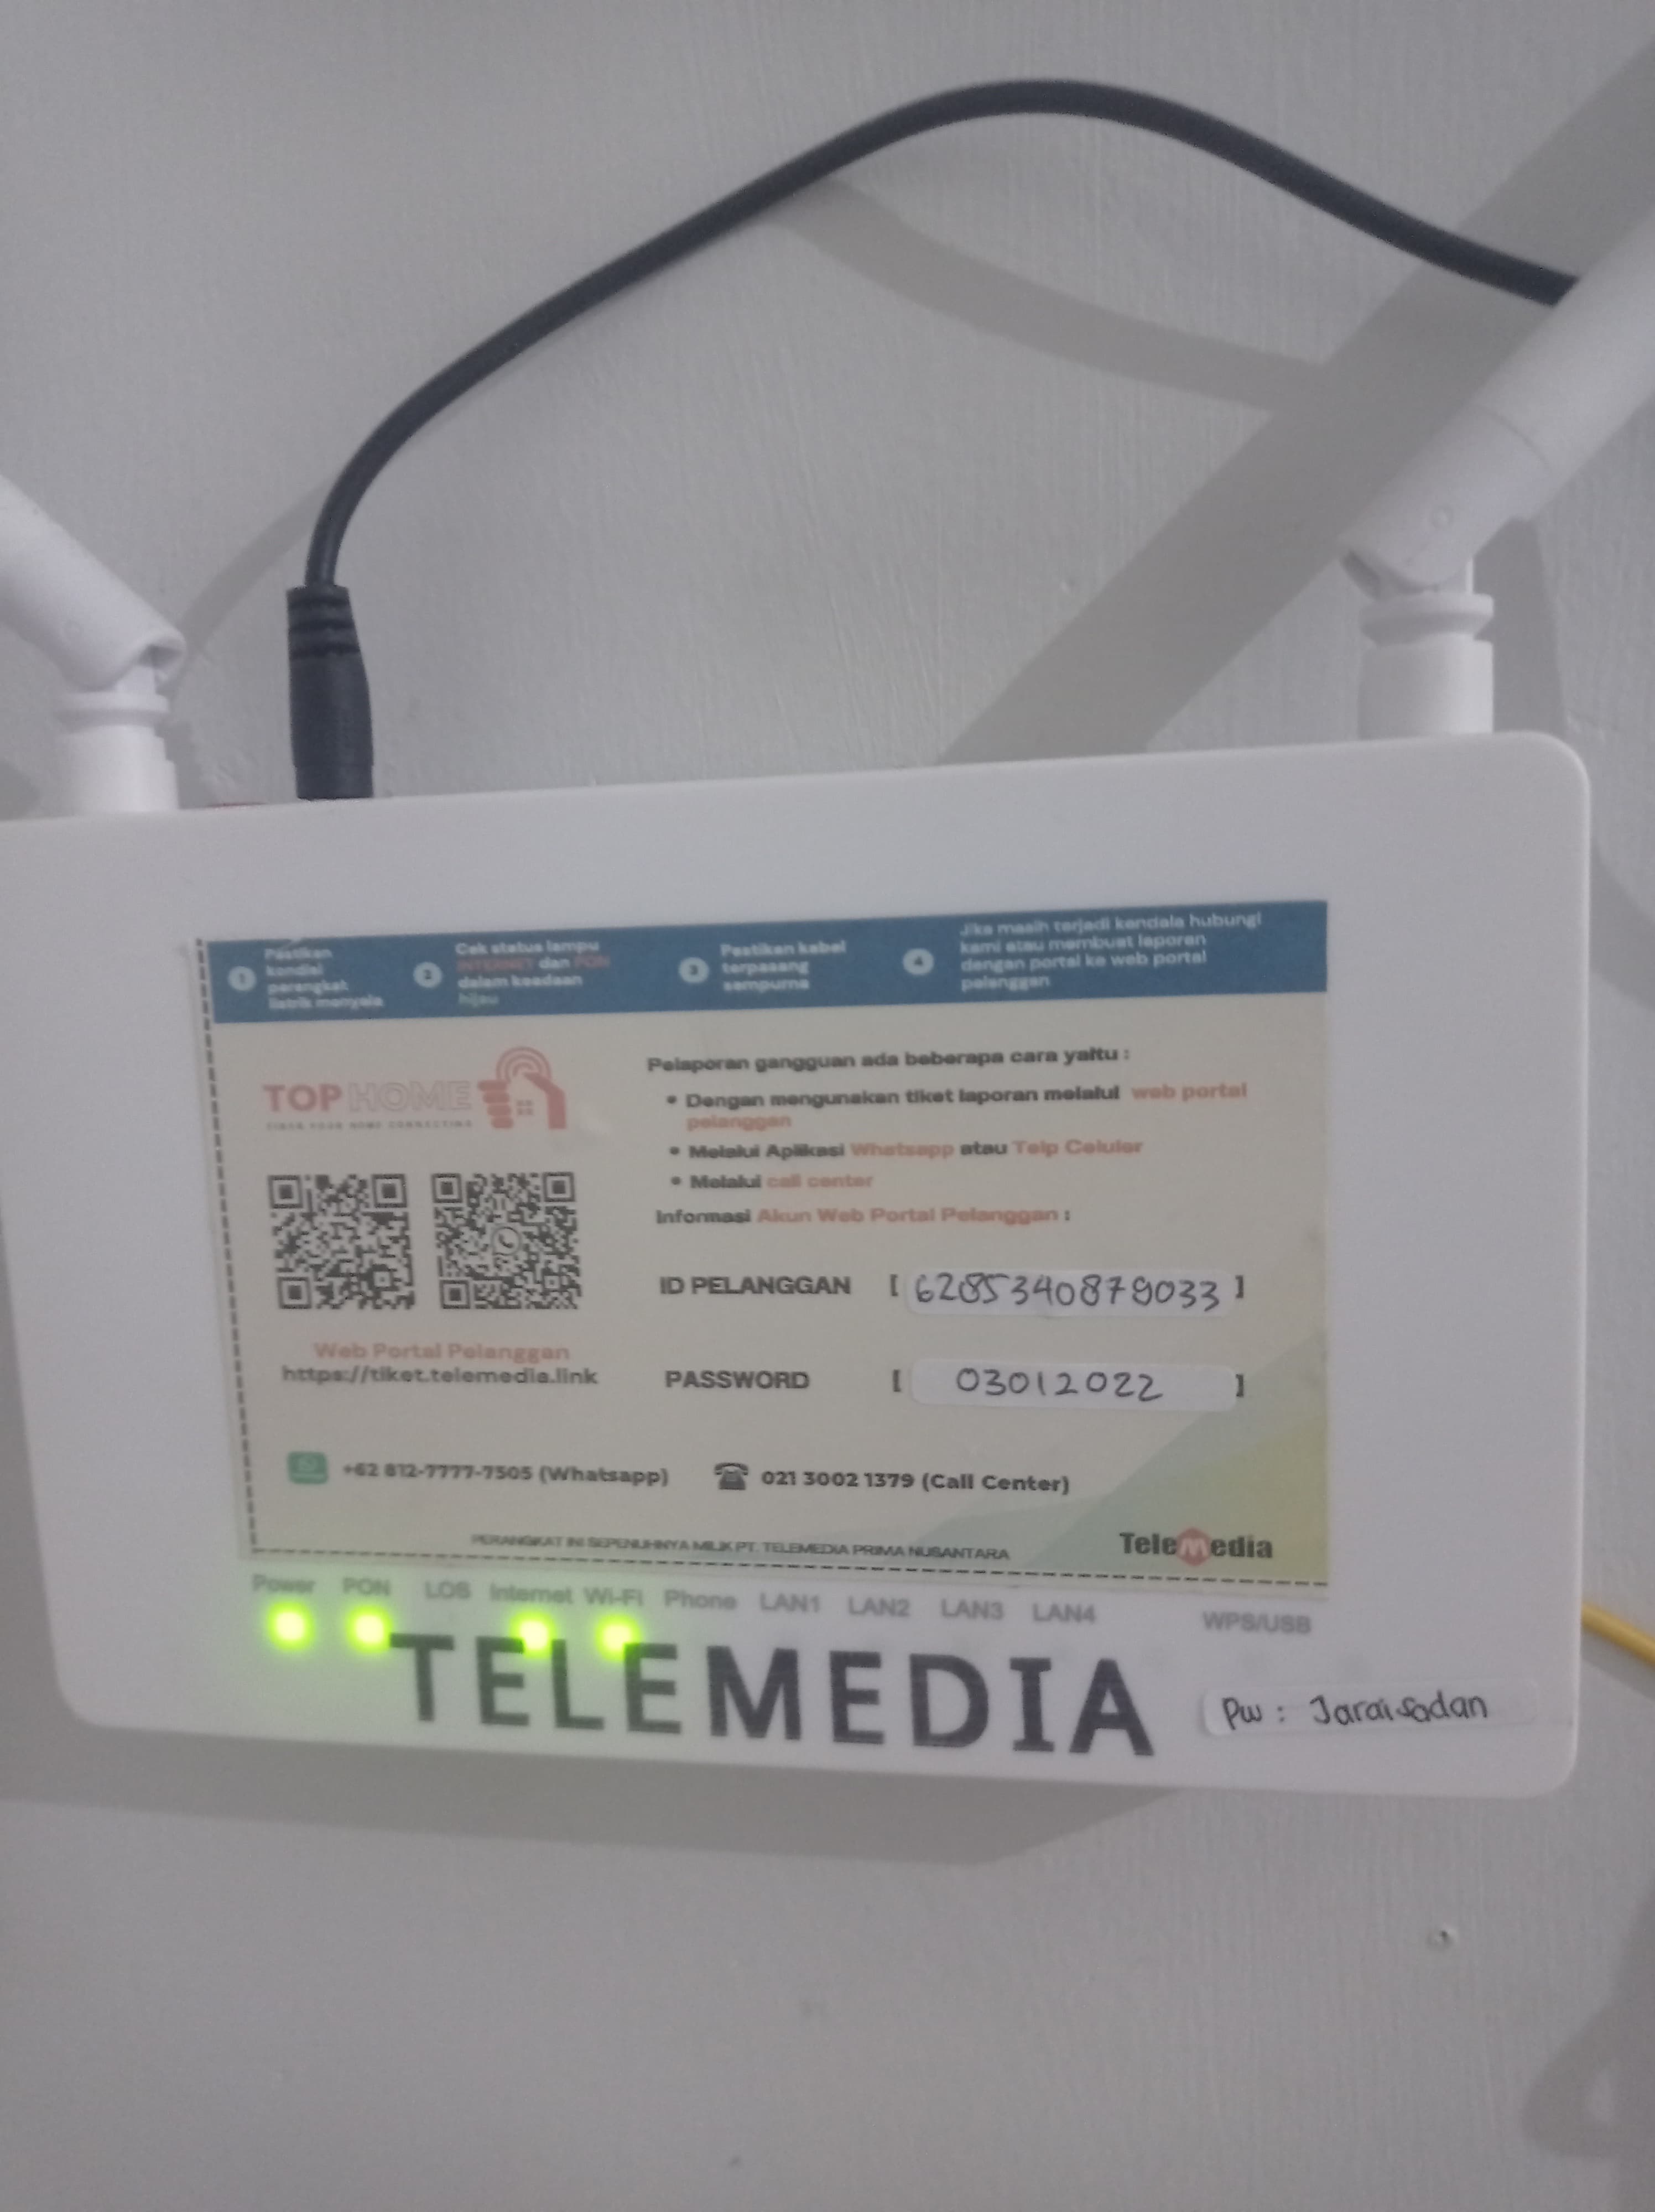 1 Pastikan
kondisi
perangkat
listrik menyala
2 Cek status lampu
INTERNET dan PON
dalam keadaan
hijau
3 Pastikan kabel
terpasang
sempurna
4 Jika masih terjadi kendala hubungi
kami atau membuat laporan
dengan portal ke web portal
pelanggan
TOP HOME
Pelaporan gangguan ada beberapa cara yaitu :
• Dengan mengunakan tiket laporan melalui web portal
pelanggan
• Melalui Aplikasi Whatsapp atau Telp Celular
• Melalui call center
Informasi Akun Web Portal Pelanggan :
ID PELANGGAN [ 6285340879033 ]
PASSWORD [ 03012022 ]
Web Portal Pelanggan
https://tiket.telemedia.link
+62 812-7777-7505 (Whatsapp)
021 3002 1379 (Call Center)
PERANGKAT INI SEPENUHNYA MILIK PT. TELEMEDIA PRIMA NUSANTARA
TeleMedia
Power PON LOS Internet Wi-Fi Phone LAN1 LAN2 LAN3 LAN4 WPS/USB
TELEMEDIA
Pw : Jaraisadan